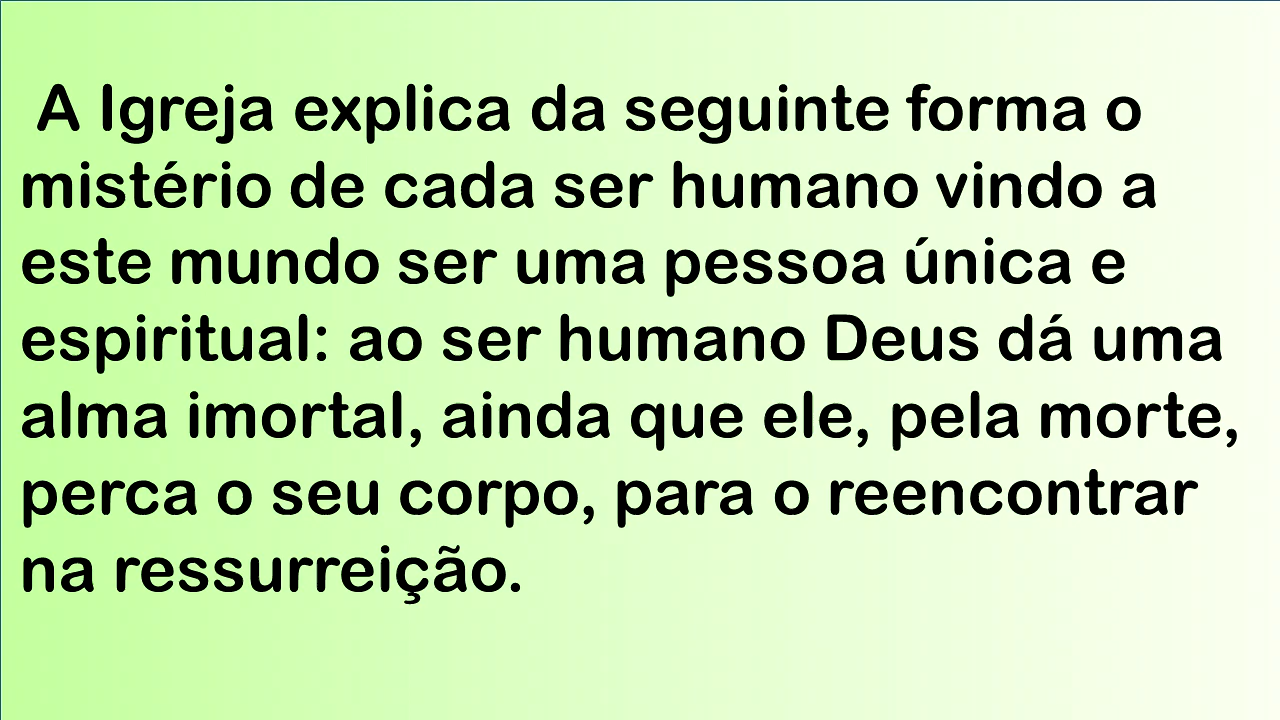 A Igreja explica da seguinte forma o
mistério de cada ser humano vindo a
este mundo ser uma pessoa única e
espiritual: ao ser humano Deus dá uma
alma imortal, ainda que ele, pela morte,
perca o seu corpo, para o reencontrar
na ressurreição.